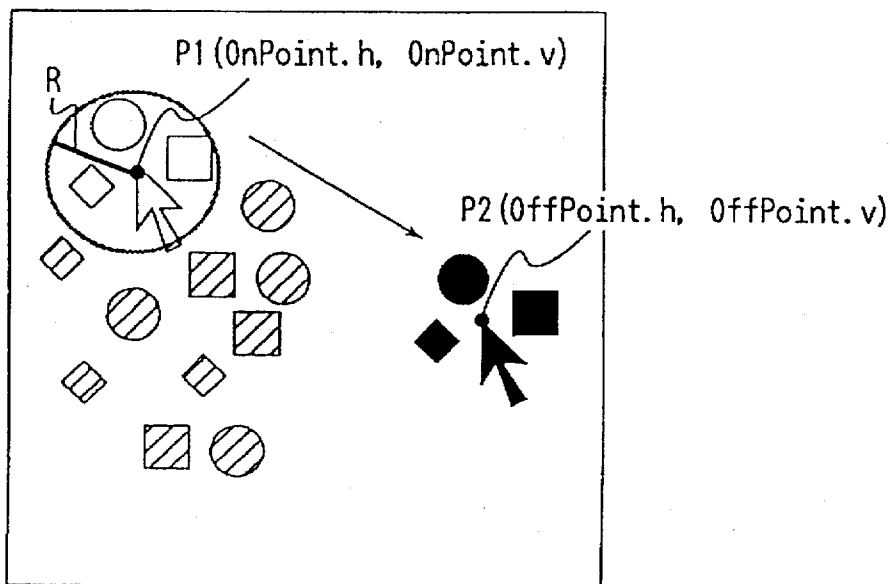 P1(OnPoint.h, OnPoint.v)
R
P2(OffPoint.h, OffPoint.v)